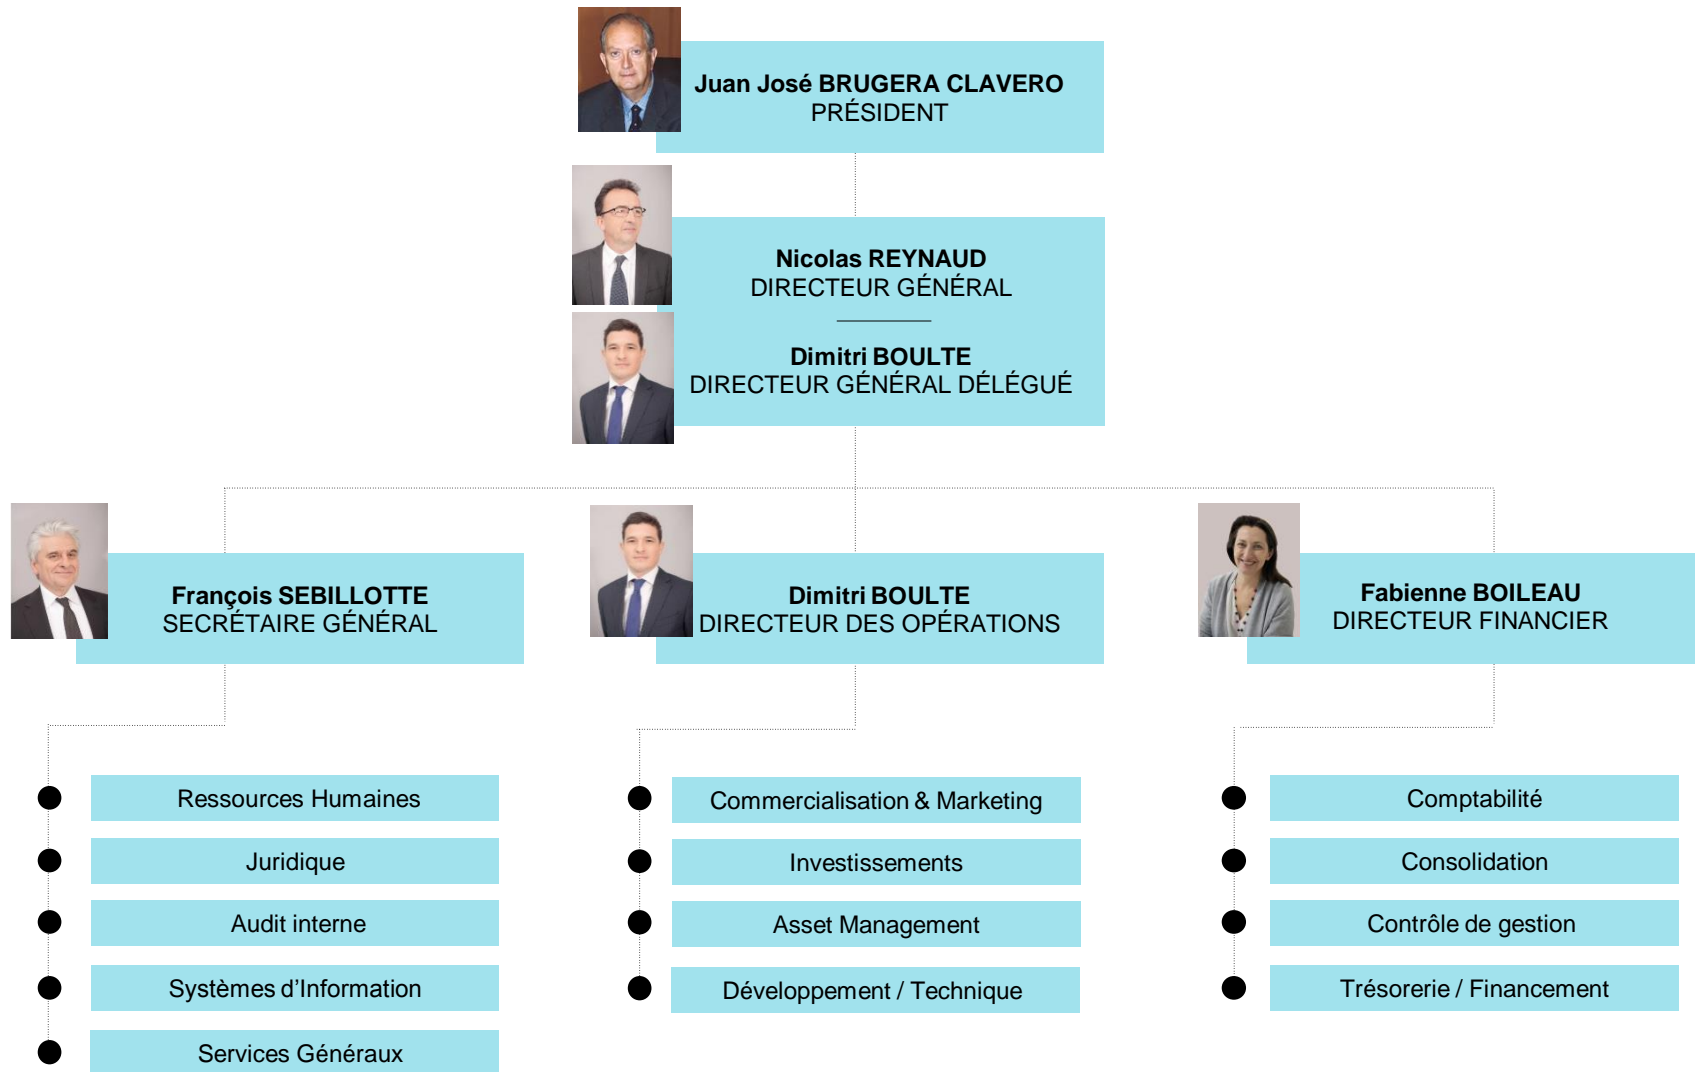 Juan José BRUGERA CLAVERO
PRÉSIDENT
Nicolas REYNAUD
DIRECTEUR GÉNÉRAL
Dimitri BOULTE
DIRECTEUR GÉNÉRAL DÉLÉGUÉ
François SEBILLOTTE
SECRÉTAIRE GÉNÉRAL
Dimitri BOULTE
DIRECTEUR DES OPÉRATIONS
Fabienne BOILEAU
DIRECTEUR FINANCIER
Ressources Humaines
Juridique
Audit interne
Systèmes d’Information
Services Généraux
Commercialisation & Marketing
Investissements
Asset Management
Développement / Technique
Comptabilité
Consolidation
Contrôle de gestion
Trésorerie / Financement